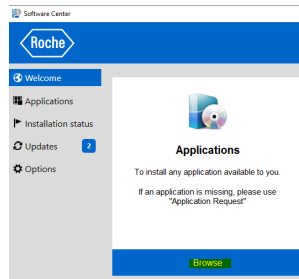 Software Center
Roche
Welcome
Applications
Installation status
Updates 2
Options
Applications
To install any application available to you.
If an application is missing, please use
"Application Request"
Browse